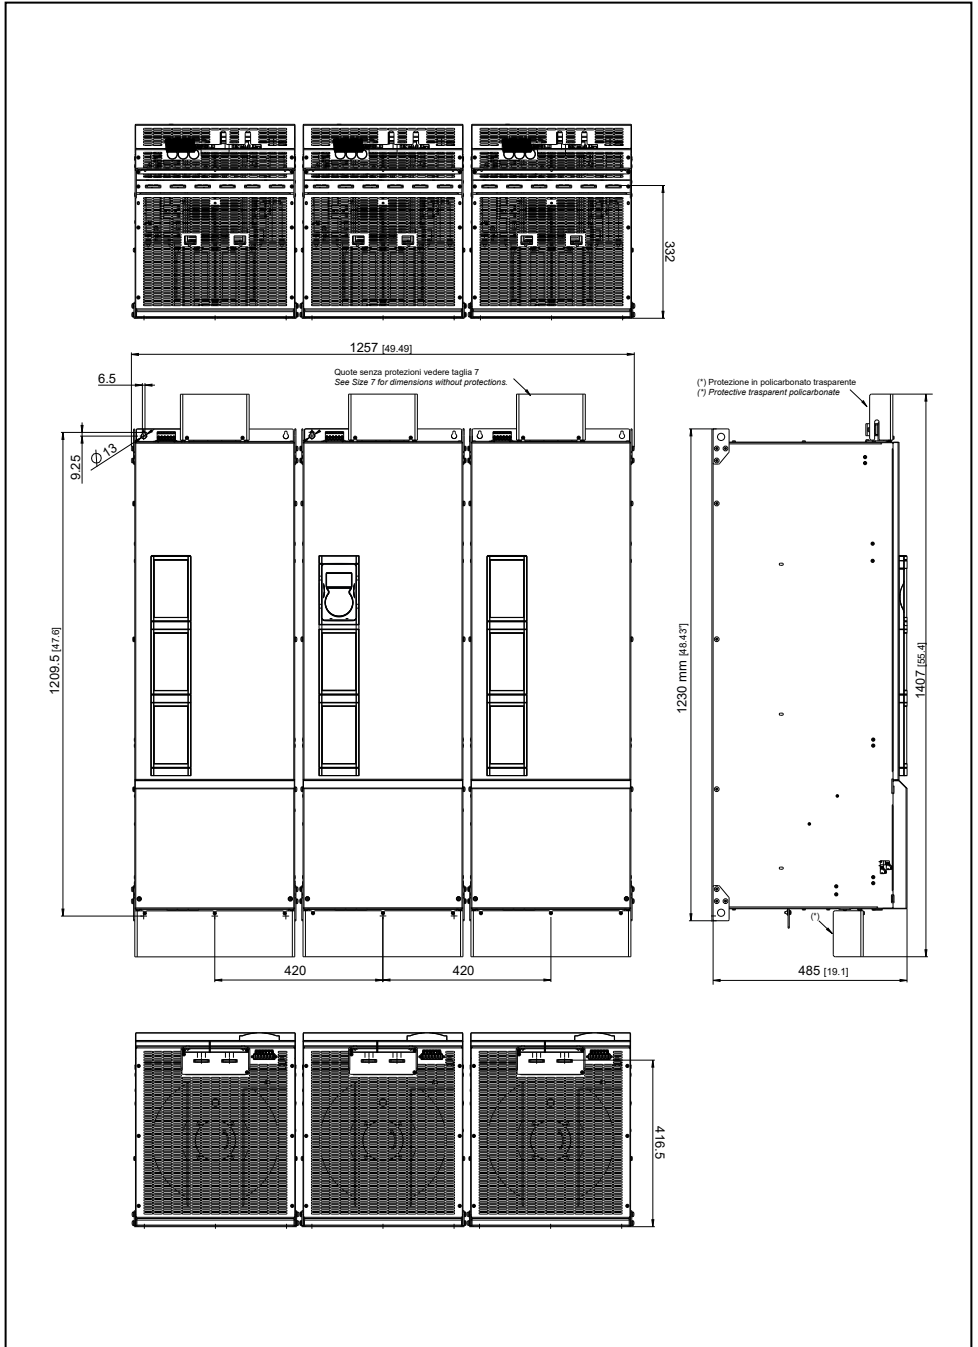 332
1257 [49.49]
6.5
Quote senza protezioni vedere taglia 7
See Size 7 for dimensions without protections.
(*) Protezione in policarbonato trasparente
(*) Protective trasparent policarbonate
9.25
Ø 13
1209.5 [47.6]
1230 mm [48.43"]
1407 [55.4]
(*)
420
420
485 [19.1]
416.5